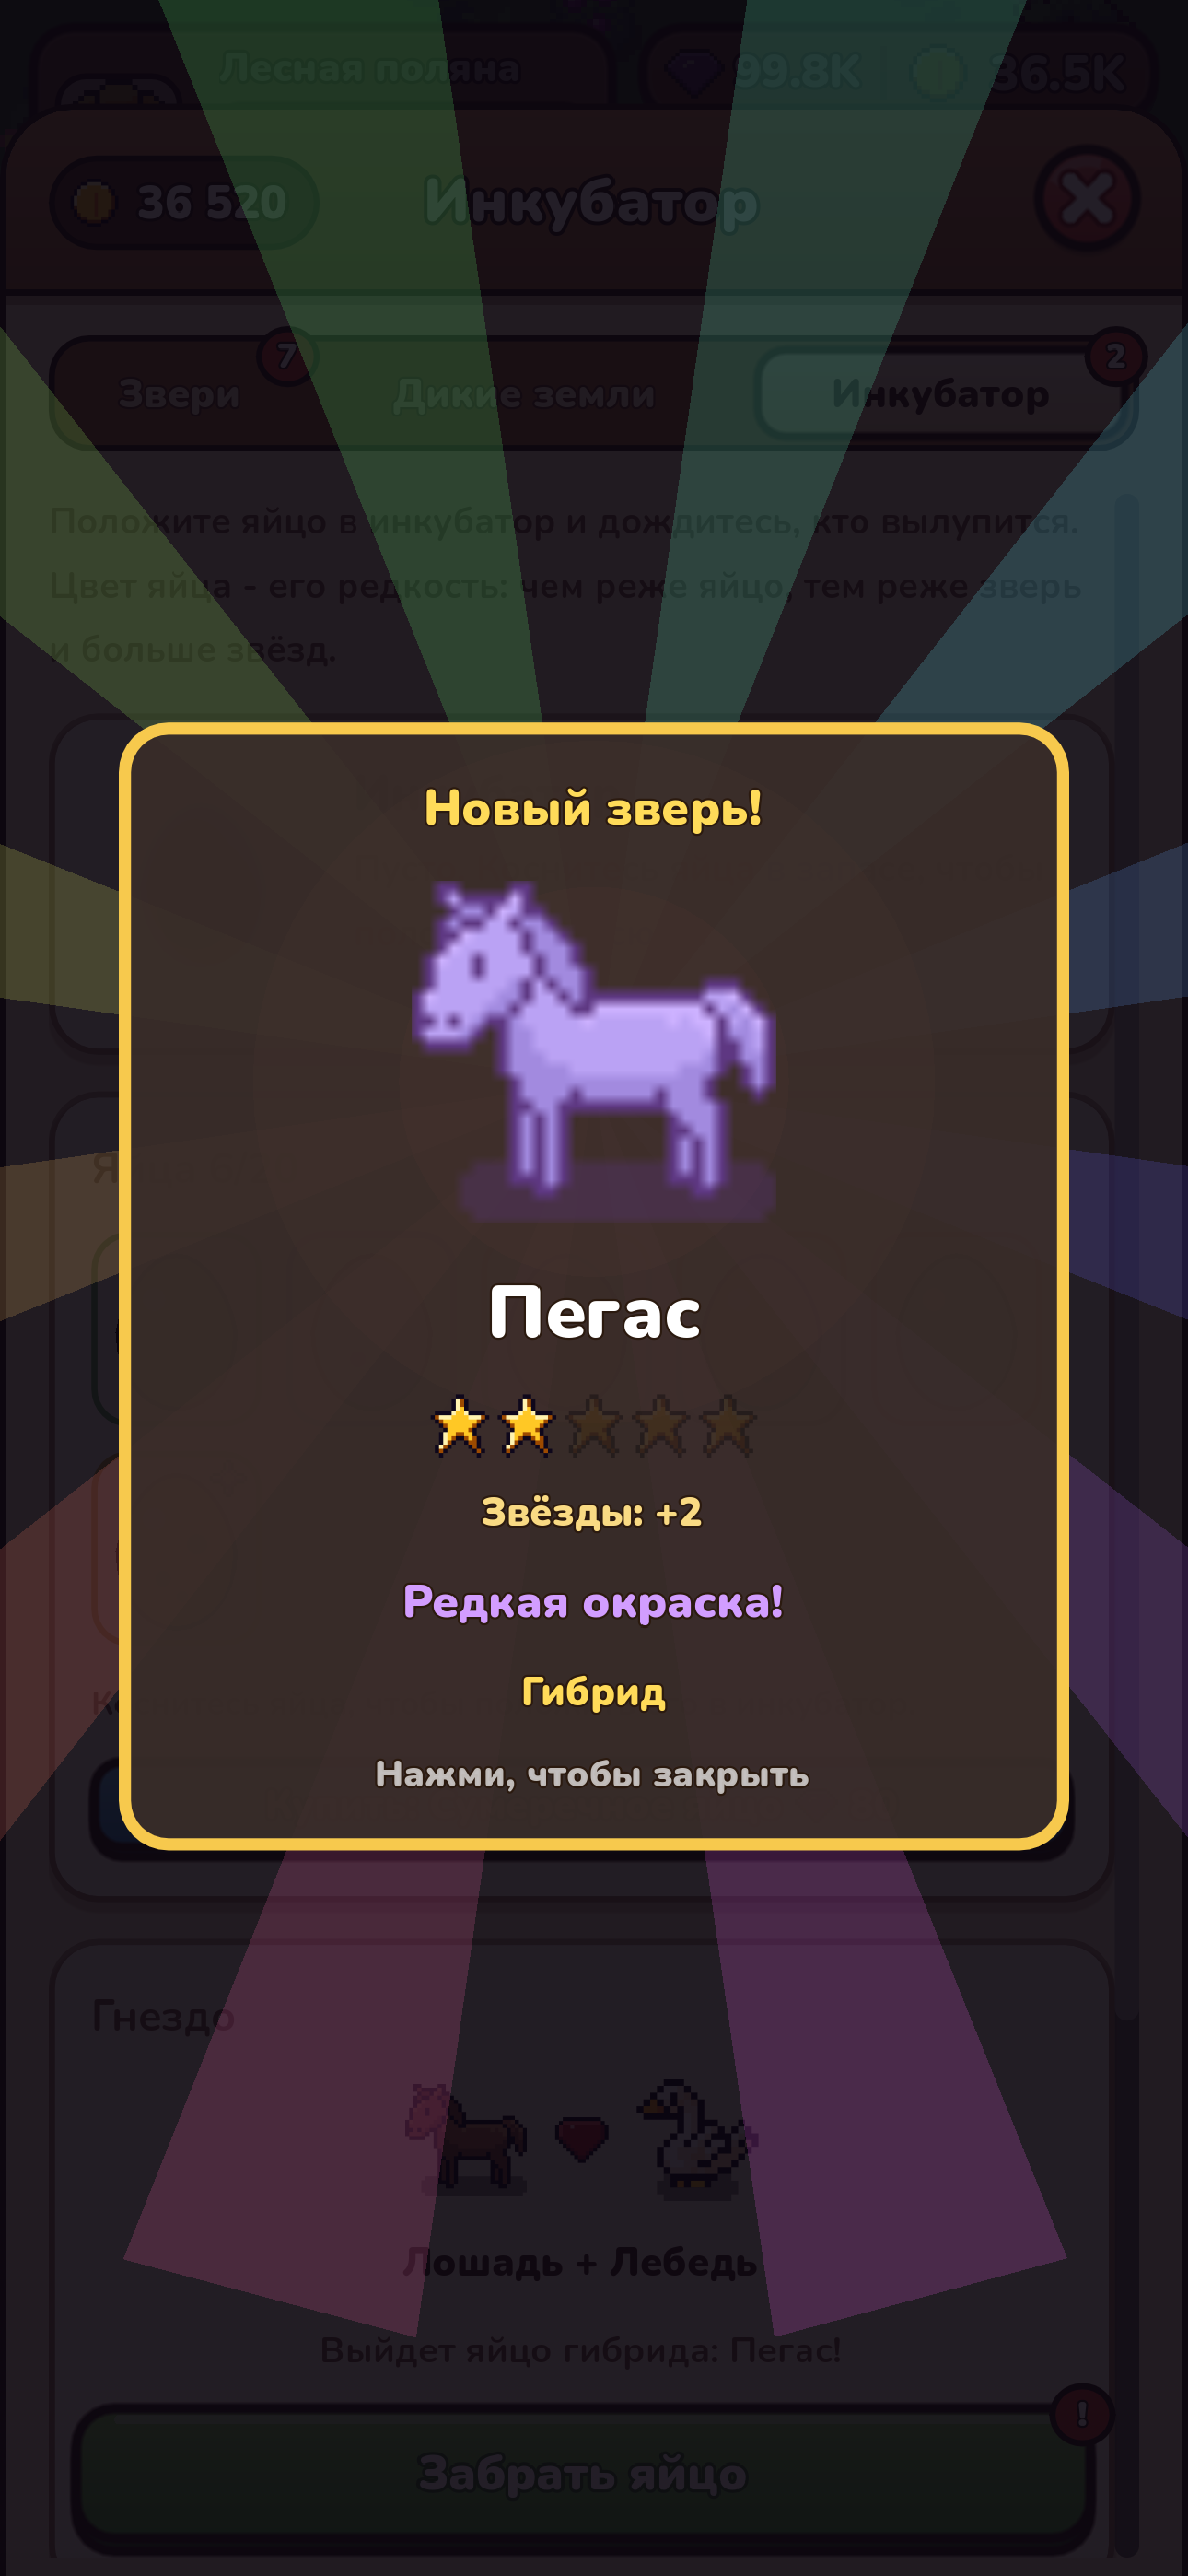 Лесная поляна
99.8K
36.5K
36 520
Инкубатор
Звери
7
Дикие земли
Инкубатор
2
Положите яйцо в инкубатор и дождитесь, кто вылупится.
Цвет яйца - его редкость: чем реже яйцо, тем реже зверь
и больше звёзд.
Новый зверь!
Пегас
Звёзды: +2
Редкая окраска!
Гибрид
Нажми, чтобы закрыть
Гнездо
Лошадь + Лебедь
Выйдет яйцо гибрида: Пегас!
!
Забрать яйцо